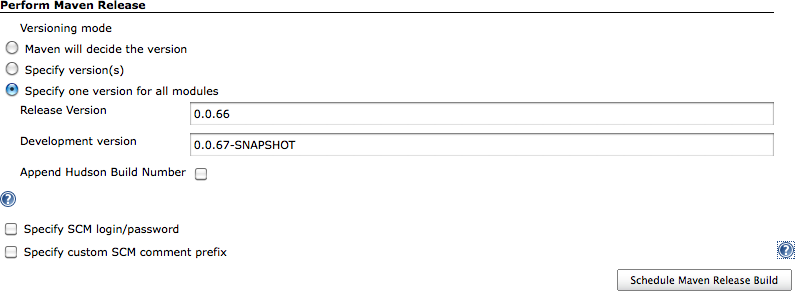 Perform Maven Release
Versioning mode
Maven will decide the version
Specify version(s)
Specify one version for all modules
Release Version
0.0.66
Development version
0.0.67-SNAPSHOT
Append Hudson Build Number
?
Specify SCM login/password
Specify custom SCM comment prefix
?
Schedule Maven Release Build